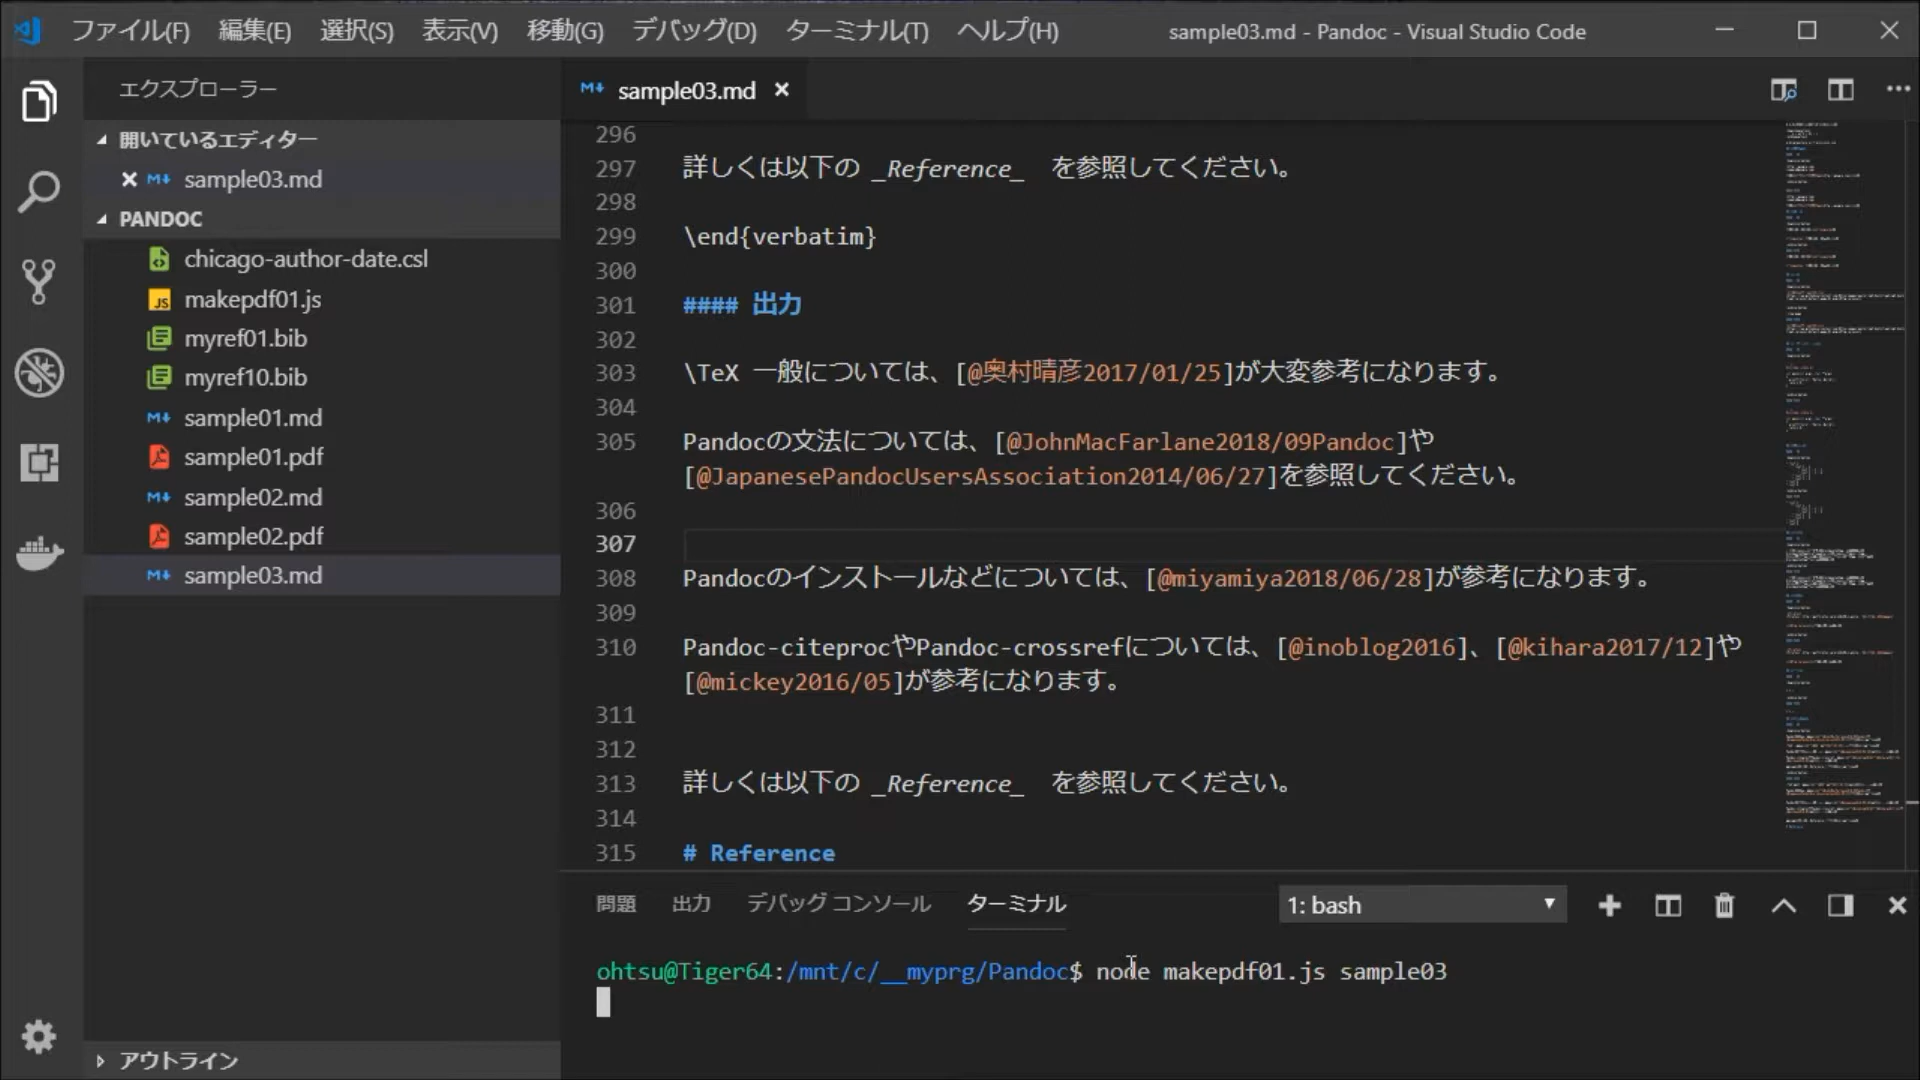 ファイル(F) 編集(E) 選択(S) 表示(V) 移動(G) デバッグ(D) ターミナル(T) ヘルプ(H) sample03.md - Pandoc - Visual Studio Code
エクスプローラー
開いているエディター
sample03.md
PANDOC
chicago-author-date.csl
makepdf01.js
myref01.bib
myref10.bib
sample01.md
sample01.pdf
sample02.md
sample02.pdf
sample03.md
アウトライン
sample03.md
296
297 詳しくは以下の _Reference_ を参照してください。
298
299 \end{verbatim}
300
301 #### 出力
302
303 \TeX 一般については、[@奥村晴彦2017/01/25]が大変参考になります。
304
305 Pandocの文法については、[@JohnMacFarlane2018/09Pandoc]や
[@JapanesePandocUsersAssociation2014/06/27]を参照してください。
306
307
308 Pandocのインストールなどについては、[@miyamiya2018/06/28]が参考になります。
309
310 Pandoc-citeprocやPandoc-crossrefについては、[@inoblog2016]、[@kihara2017/12]や
[@mickey2016/05]が参考になります。
311
312
313 詳しくは以下の _Reference_ を参照してください。
314
315 # Reference
問題 出力 デバッグ コンソール ターミナル 1: bash
ohtsu@Tiger64:/mnt/c/__myprg/Pandoc$ node makepdf01.js sample03